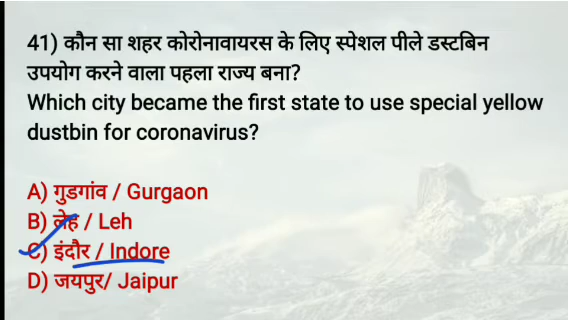 41) कौन सा शहर कोरोनावायरस के लिए स्पेशल पीले डस्टबिन
उपयोग करने वाला पहला राज्य बना?
Which city became the first state to use special yellow
dustbin for coronavirus?
A) गुडगांव / Gurgaon
B) लेह / Leh
C) इंदौर / Indore
D) जयपुर/ Jaipur